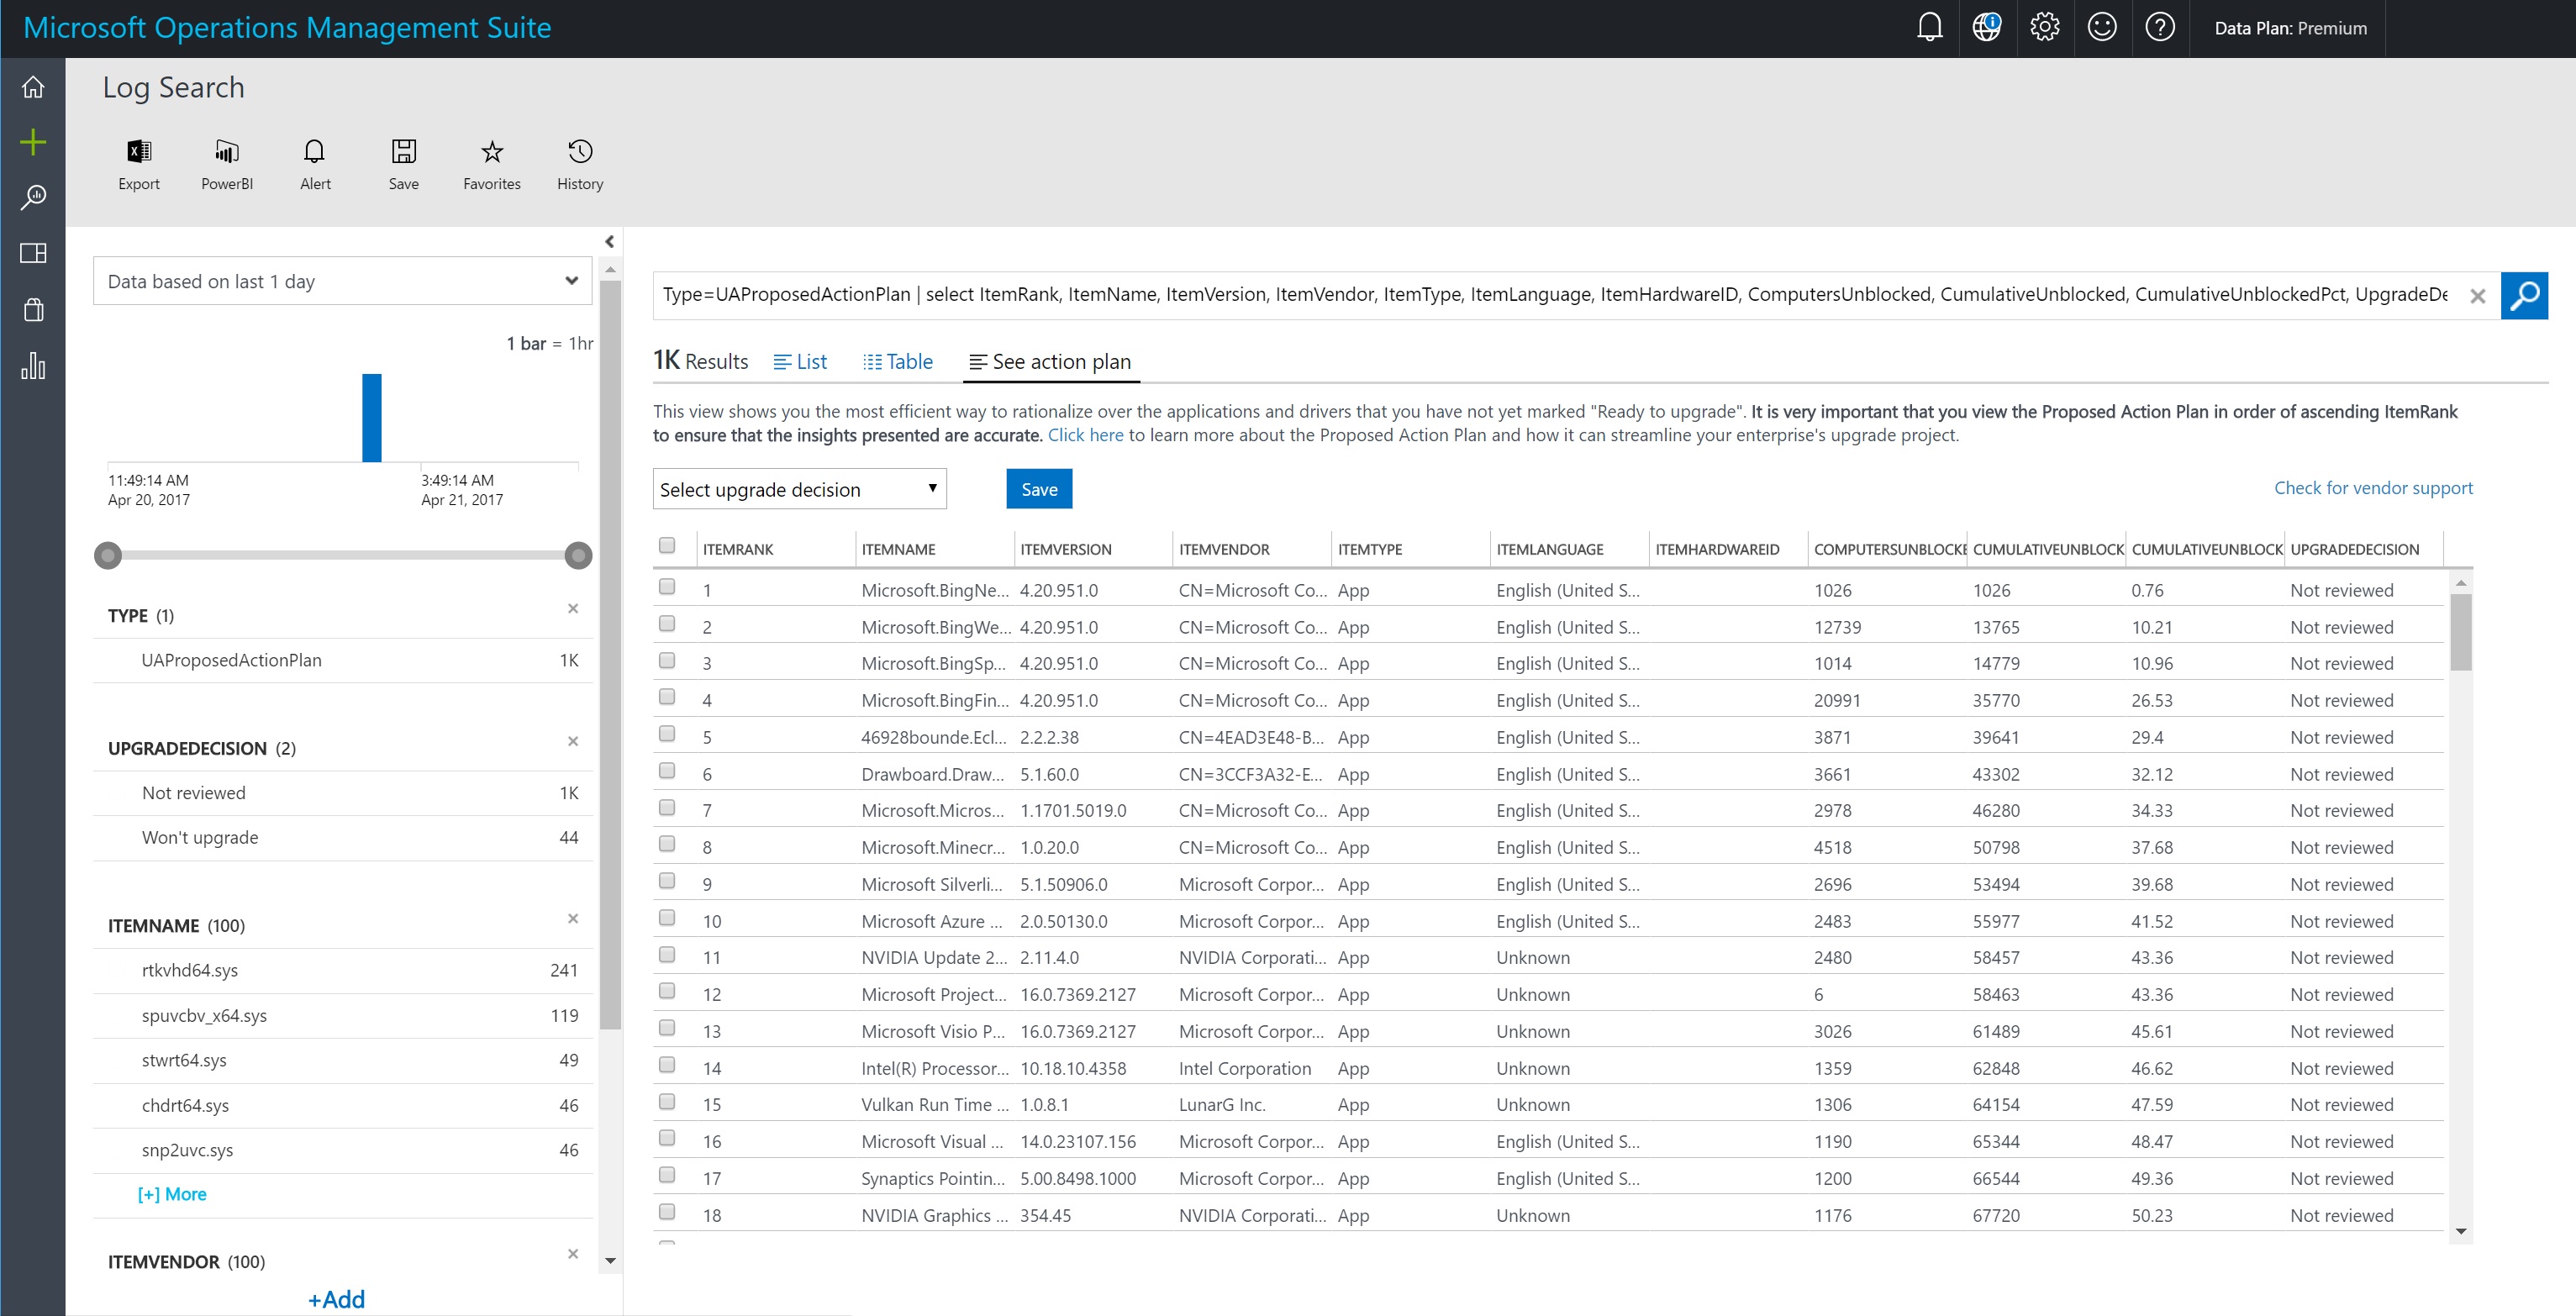 Microsoft Operations Management Suite
Data Plan: Premium
Log Search
Export PowerBI Alert Save Favorites History
Data based on last 1 day
1 bar = 1hr
11:49:14 AM 3:49:14 AM
Apr 20, 2017 Apr 21, 2017
TYPE (1)
UAProposedActionPlan 1K
UPGRADEDECISION (2)
Not reviewed 1K
Won't upgrade 44
ITEMNAME (100)
rtkvhd64.sys 241
spuvcbv_x64.sys 119
stwrt64.sys 49
chdrt64.sys 46
snp2uvc.sys 46
[+] More
ITEMVENDOR (100)
+Add
Type=UAProposedActionPlan | select ItemRank, ItemName, ItemVersion, ItemVendor, ItemType, ItemLanguage, ItemHardwareID, ComputersUnblocked, CumulativeUnblocked, CumulativeUnblockedPct, UpgradeDe
1K Results List Table See action plan
This view shows you the most efficient way to rationalize over the applications and drivers that you have not yet marked "Ready to upgrade". It is very important that you view the Proposed Action Plan in order of ascending ItemRank
to ensure that the insights presented are accurate. Click here to learn more about the Proposed Action Plan and how it can streamline your enterprise's upgrade project.
Select upgrade decision Save Check for vendor support
ITEMRANK ITEMNAME ITEMVERSION ITEMVENDOR ITEMTYPE ITEMLANGUAGE ITEMHARDWAREID COMPUTERSUNBLOCKE CUMULATIVEUNBLOCK CUMULATIVEUNBLOCK UPGRADEDECISION
1 Microsoft.BingNe... 4.20.951.0 CN=Microsoft Co... App English (United S... 1026 1026 0.76 Not reviewed
2 Microsoft.BingWe... 4.20.951.0 CN=Microsoft Co... App English (United S... 12739 13765 10.21 Not reviewed
3 Microsoft.BingSp... 4.20.951.0 CN=Microsoft Co... App English (United S... 1014 14779 10.96 Not reviewed
4 Microsoft.BingFin... 4.20.951.0 CN=Microsoft Co... App English (United S... 20991 35770 26.53 Not reviewed
5 46928bounde.Ecl... 2.2.2.38 CN=4EAD3E48-B... App English (United S... 3871 39641 29.4 Not reviewed
6 Drawboard.Draw... 5.1.60.0 CN=3CCF3A32-E... App English (United S... 3661 43302 32.12 Not reviewed
7 Microsoft.Micros... 1.1701.5019.0 CN=Microsoft Co... App English (United S... 2978 46280 34.33 Not reviewed
8 Microsoft.Minecr... 1.0.20.0 CN=Microsoft Co... App English (United S... 4518 50798 37.68 Not reviewed
9 Microsoft Silverli... 5.1.50906.0 Microsoft Corpor... App English (United S... 2696 53494 39.68 Not reviewed
10 Microsoft Azure ... 2.0.50130.0 Microsoft Corpor... App English (United S... 2483 55977 41.52 Not reviewed
11 NVIDIA Update 2... 2.11.4.0 NVIDIA Corporati... App Unknown 2480 58457 43.36 Not reviewed
12 Microsoft Project... 16.0.7369.2127 Microsoft Corpor... App Unknown 6 58463 43.36 Not reviewed
13 Microsoft Visio P... 16.0.7369.2127 Microsoft Corpor... App Unknown 3026 61489 45.61 Not reviewed
14 Intel(R) Processor... 10.18.10.4358 Intel Corporation App Unknown 1359 62848 46.62 Not reviewed
15 Vulkan Run Time ... 1.0.8.1 LunarG Inc. App Unknown 1306 64154 47.59 Not reviewed
16 Microsoft Visual ... 14.0.23107.156 Microsoft Corpor... App English (United S... 1190 65344 48.47 Not reviewed
17 Synaptics Pointin... 5.00.8498.1000 Microsoft Corpor... App English (United S... 1200 66544 49.36 Not reviewed
18 NVIDIA Graphics ... 354.45 NVIDIA Corporati... App Unknown 1176 67720 50.23 Not reviewed